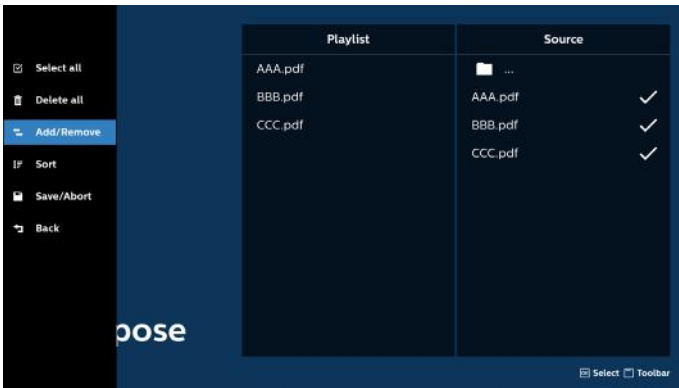 Select all
Delete all
Add/Remove
Sort
Save/Abort
Back
Playlist
AAA.pdf
BBB.pdf
CCC.pdf
Source
...
AAA.pdf
BBB.pdf
CCC.pdf
pose
OK Select Toolbar